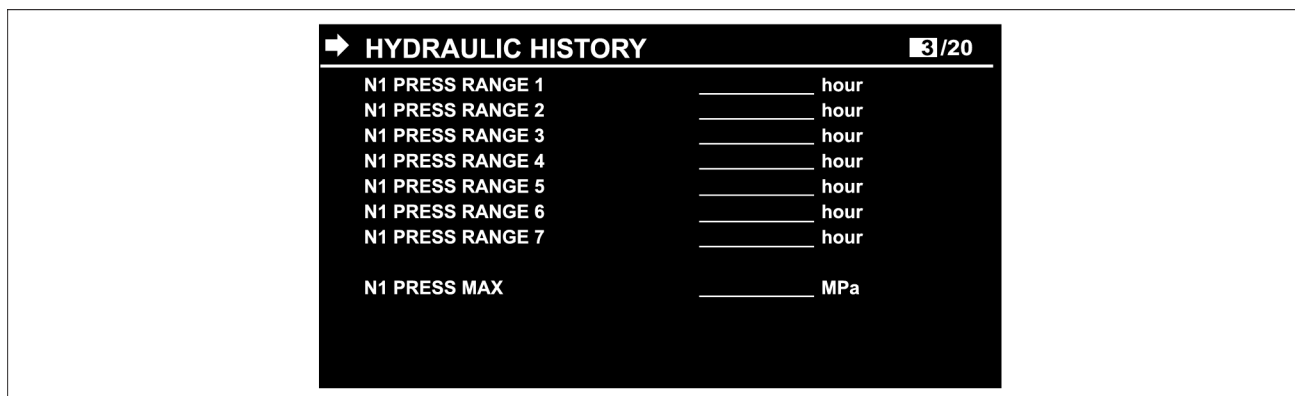 HYDRAULIC HISTORY 3/20
N1 PRESS RANGE 1 hour
N1 PRESS RANGE 2 hour
N1 PRESS RANGE 3 hour
N1 PRESS RANGE 4 hour
N1 PRESS RANGE 5 hour
N1 PRESS RANGE 6 hour
N1 PRESS RANGE 7 hour
N1 PRESS MAX MPa